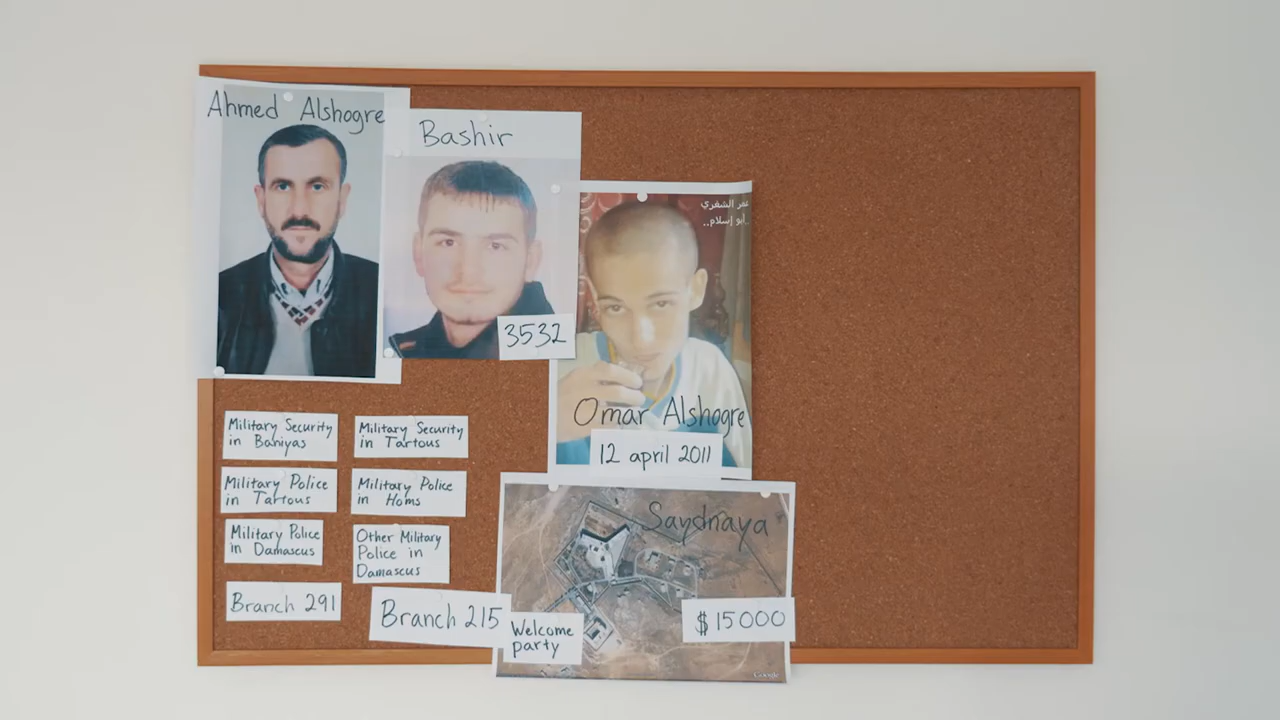 Ahmed Alshogre
Bashir
3532
عمر الشغري
أبو إسلام..
Omar Alshogre
12 april 2011
Military Security
in Baniyas
Military Security
in Tartous
Military Police
in Tartous
Military Police
in Homs
Military Police
in Damascus
Other Military
Police in
Damascus
Branch 291
Branch 215
Saydnaya
$15000
Welcome
party
Google